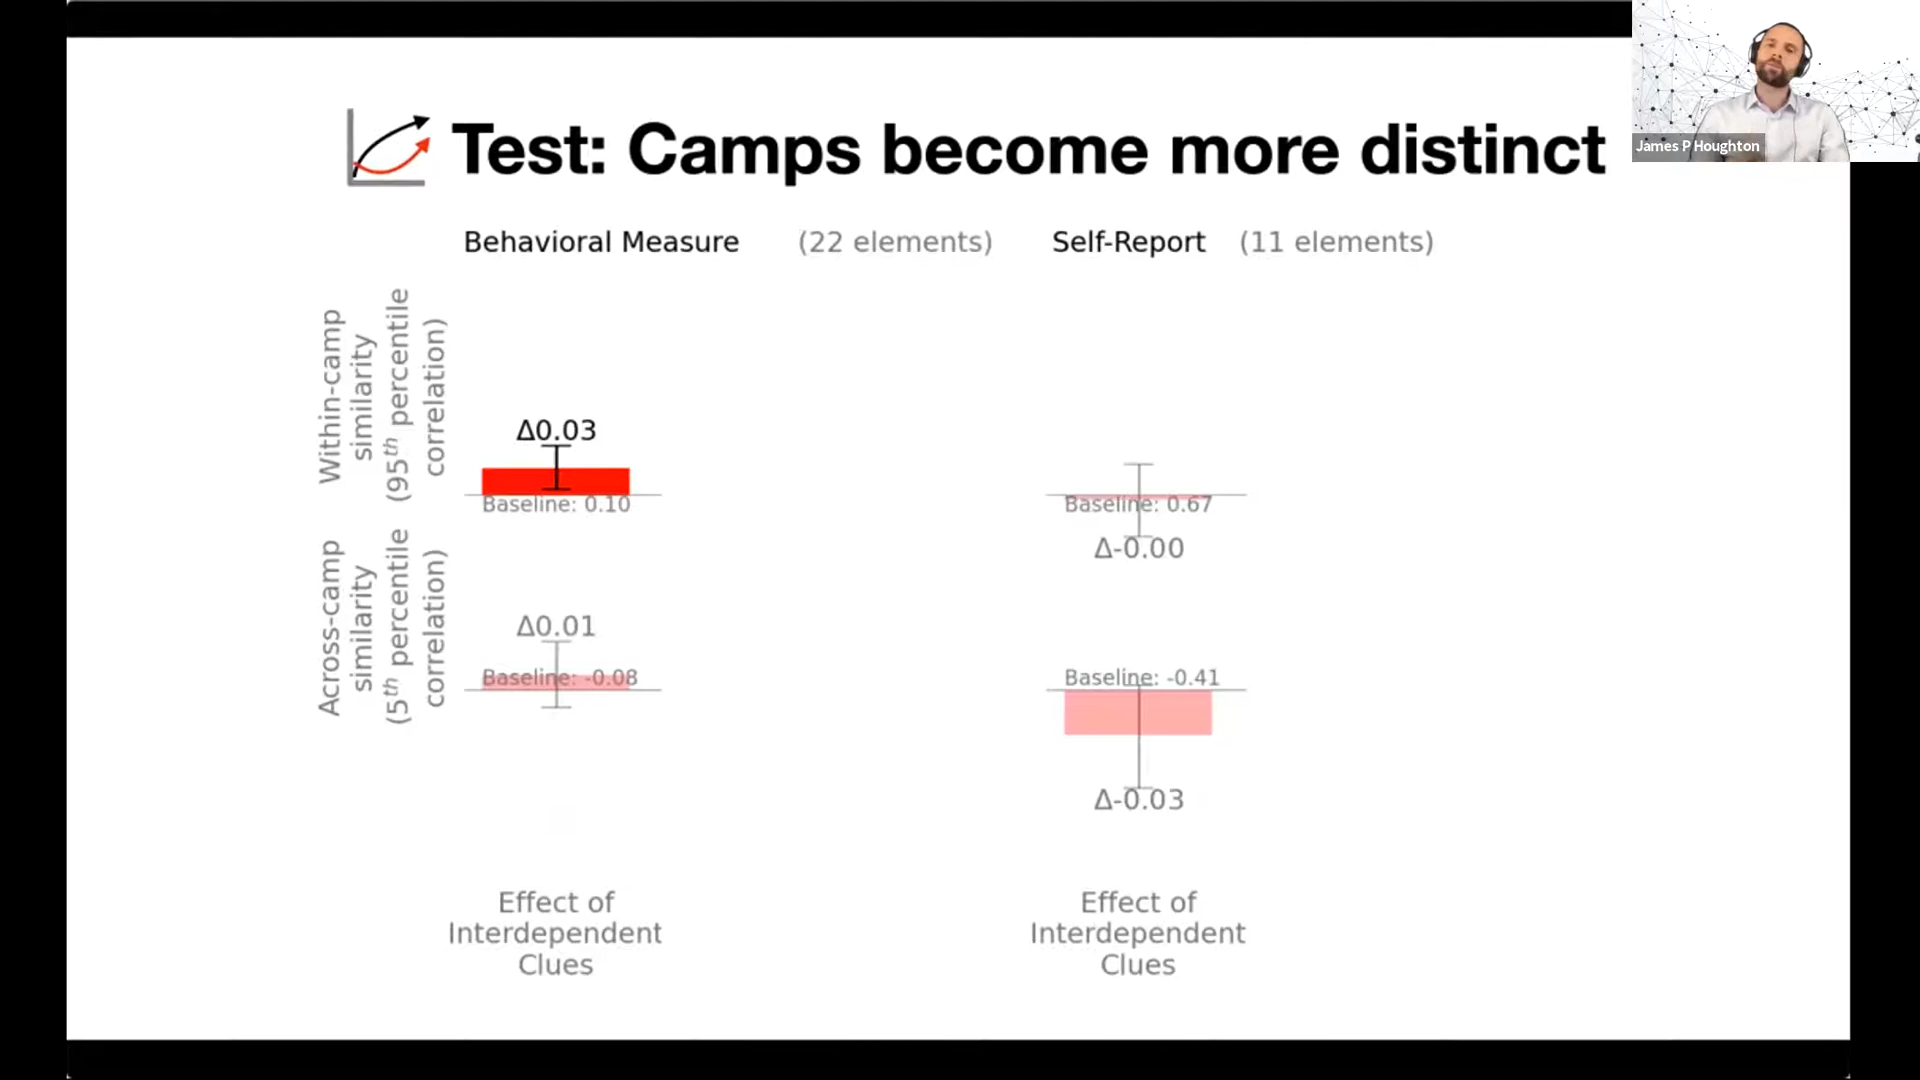 James P Houghton
Test: Camps become more distinct
Behavioral Measure (22 elements) Self-Report (11 elements)
Within-camp
similarity
(95th percentile
correlation)
Δ0.03
Baseline: 0.10
Baseline: 0.67
Δ-0.00
Across-camp
similarity
(5th percentile
correlation)
Δ0.01
Baseline: -0.08
Baseline: -0.41
Δ-0.03
Effect of
Interdependent
Clues
Effect of
Interdependent
Clues